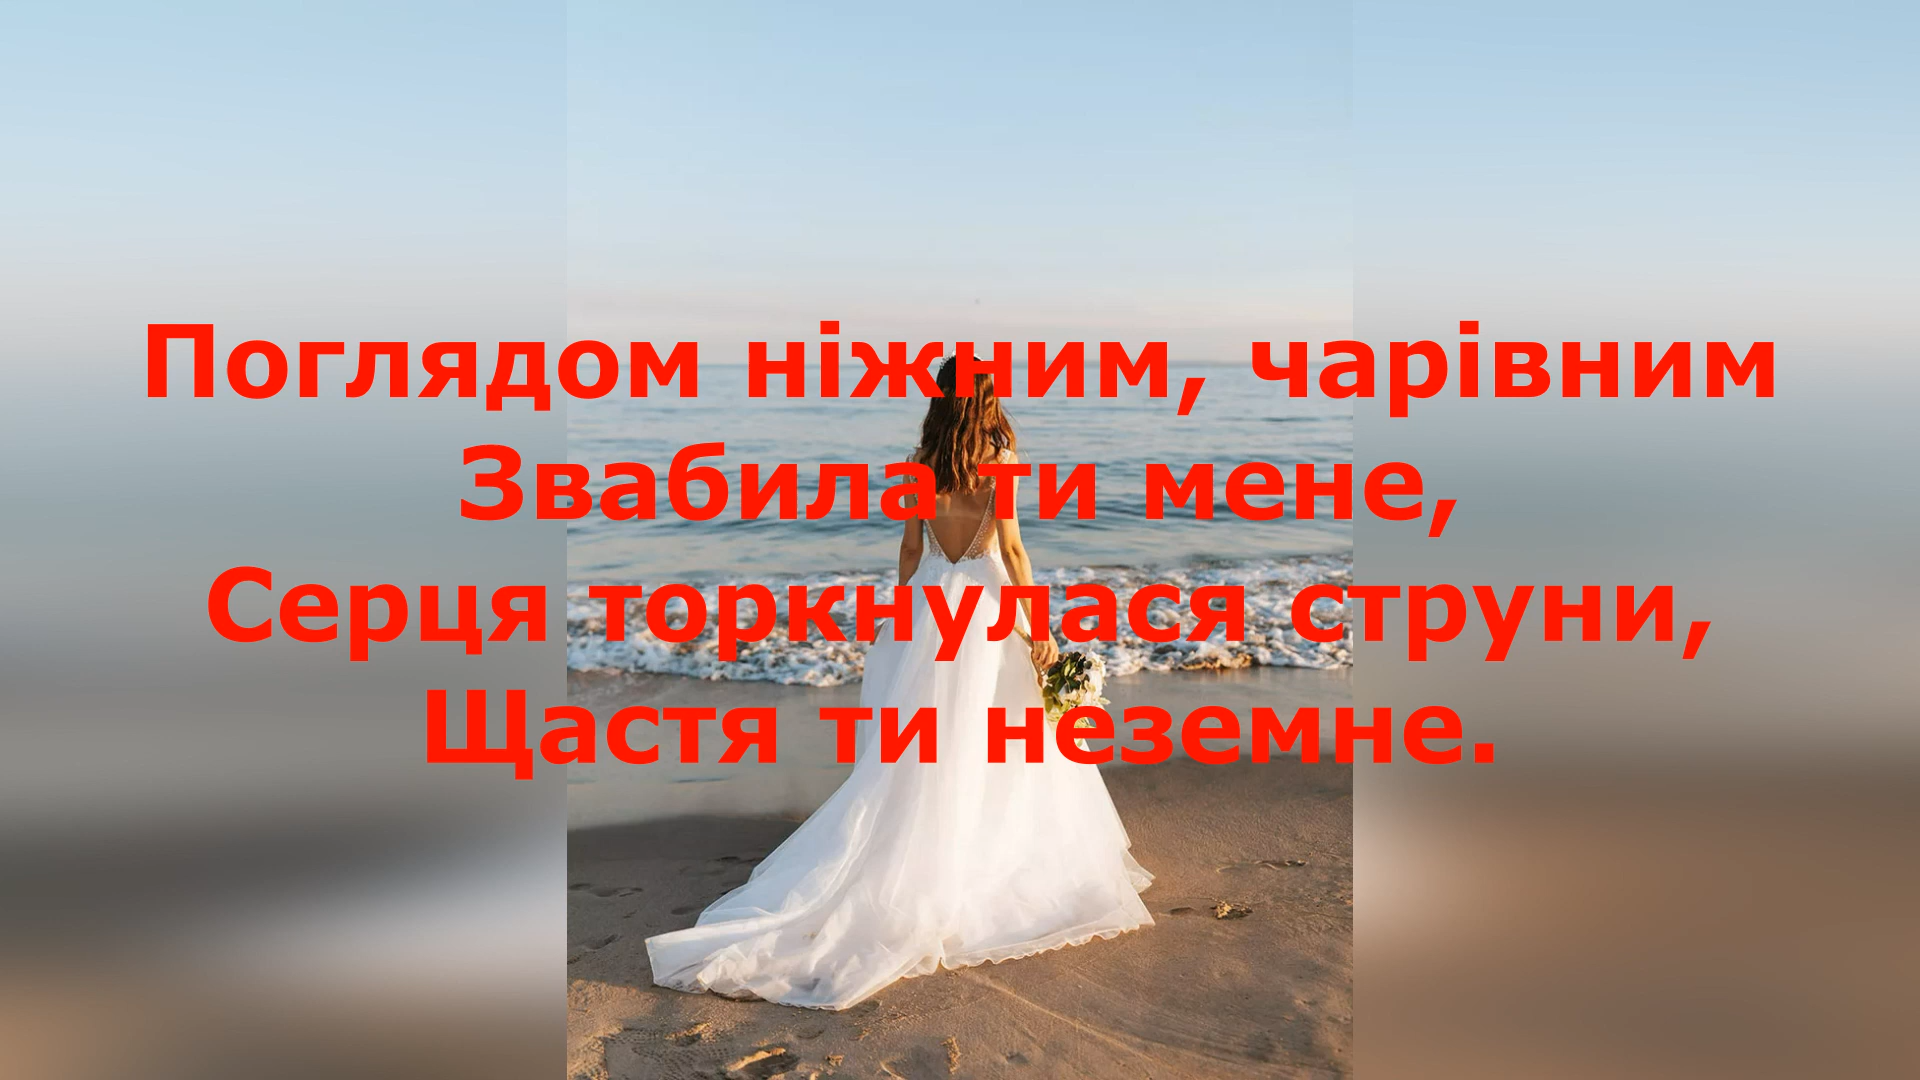 Поглядом ніжним, чарівним
Звабила ти мене,
Серця торкнулася струни,
Щастя ти неземне.